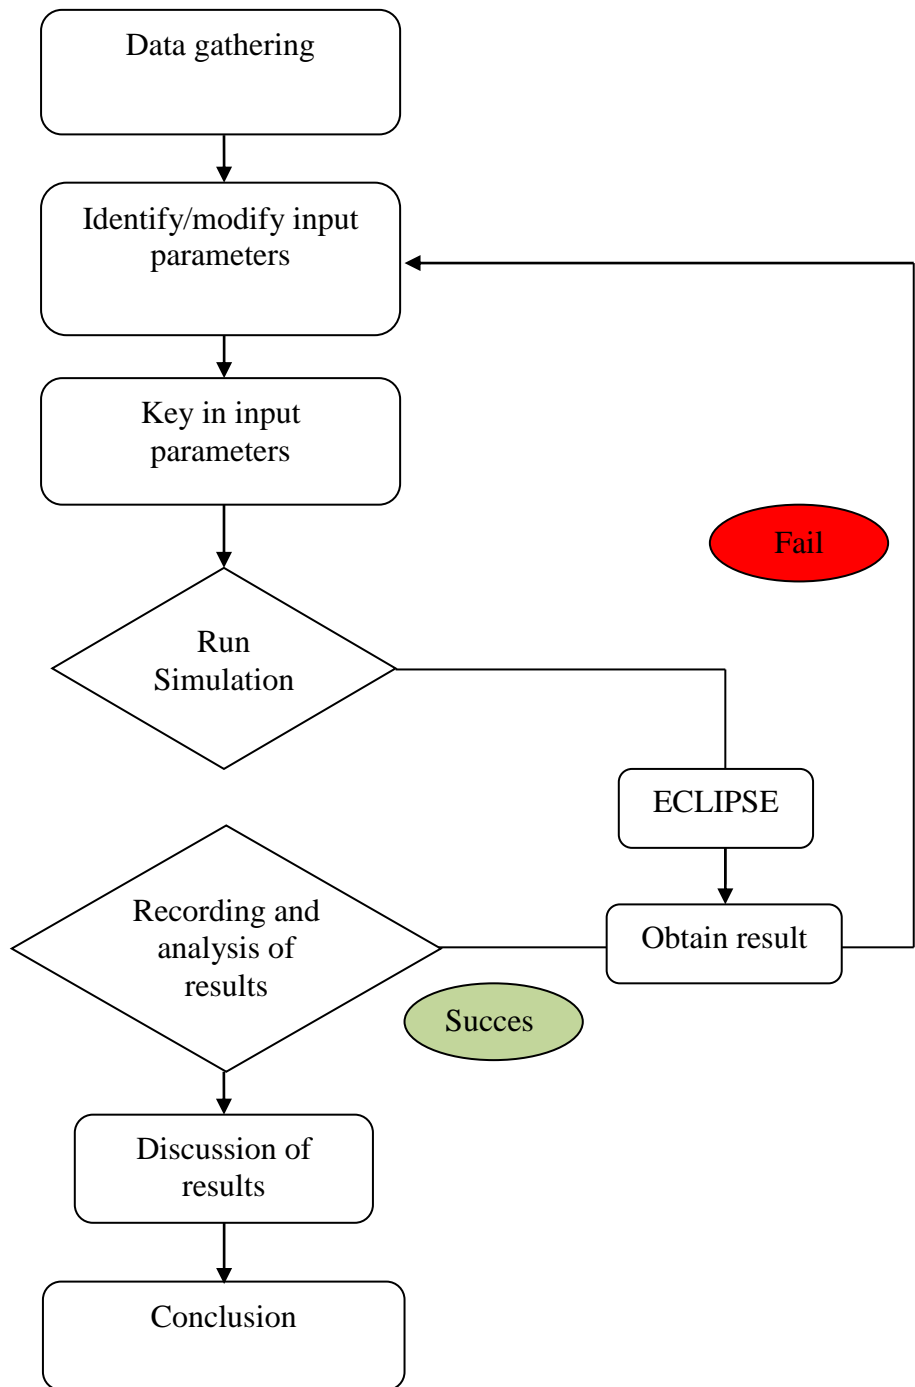 Data gathering
Identify/modify input
parameters
Key in input
parameters
Fail
Run
Simulation
ECLIPSE
Recording and
analysis of
results
Obtain result
Succes
Discussion of
results
Conclusion